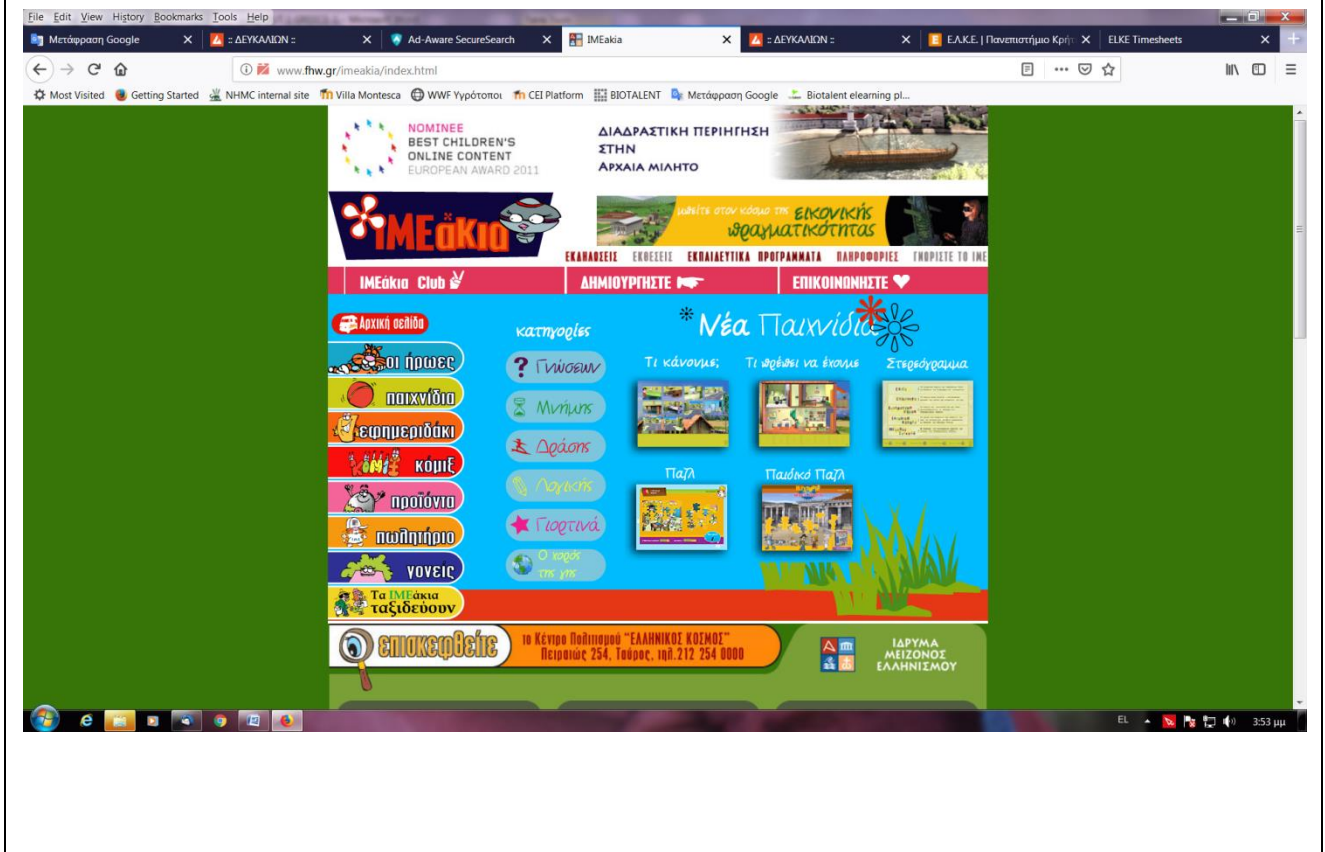 File Edit View History Bookmarks Tools Help
Μετάφραση Google
:: ΔΕΥΚΑΛΙΩΝ ::
Ad-Aware SecureSearch
IMEakia
:: ΔΕΥΚΑΛΙΩΝ ::
Ε.Λ.Κ.Ε. | Πανεπιστήμιο Κρήτ
ELKE Timesheets
www.fhw.gr/imeakia/index.html
Most Visited Getting Started NHMC internal site Villa Montesca WWF Υγρότοποι CEI Platform BIOTALENT Μετάφραση Google Biotalent elearning pl...
NOMINEE
BEST CHILDREN'S
ONLINE CONTENT
EUROPEAN AWARD 2011
ΔΙΑΔΡΑΣΤΙΚΗ ΠΕΡΙΗΓΗΣΗ
ΣΤΗΝ
ΑΡΧΑΙΑ ΜΙΛΗΤΟ
ΙΜΕάκια
μπείτε στον κόσμο της εικονικής
πραγματικότητας
ΕΚΔΗΛΩΣΕΙΣ ΕΚΘΕΣΕΙΣ ΕΚΠΑΙΔΕΥΤΙΚΑ ΠΡΟΓΡΑΜΜΑΤΑ ΠΛΗΡΟΦΟΡΙΕΣ ΓΝΩΡΙΣΤΕ ΤΟ ΙΜΕ
ΙΜΕάκια Club
ΔΗΜΙΟΥΡΓΗΣΤΕ
ΕΠΙΚΟΙΝΩΝΗΣΤΕ
Αρχική σελίδα
οι ήρωες
παιχνίδια
εφημεριδάκι
κόμιξ
προϊόντα
πωλητήριο
γονείς
Τα ΙΜΕάκια
ταξιδεύουν
κατηγορίες
Γνώσεων
Μνήμης
Δράσης
Λογικής
Γιορτινά
Ο χορός
της γης
Νέα Παιχνίδια
Τι κάνουμε;
Τι πρέπει να έχουμε
Στερεόγραμμα
Παζλ
Παιδικό Παζλ
επισκεφθείτε
το Κέντρο Πολιτισμού "ΕΛΛΗΝΙΚΟΣ ΚΟΣΜΟΣ"
Πειραιώς 254, Ταύρος, τηλ.212 254 0000
ΙΔΡΥΜΑ
ΜΕΙΖΟΝΟΣ
ΕΛΛΗΝΙΣΜΟΥ
EL
3:53 μμ